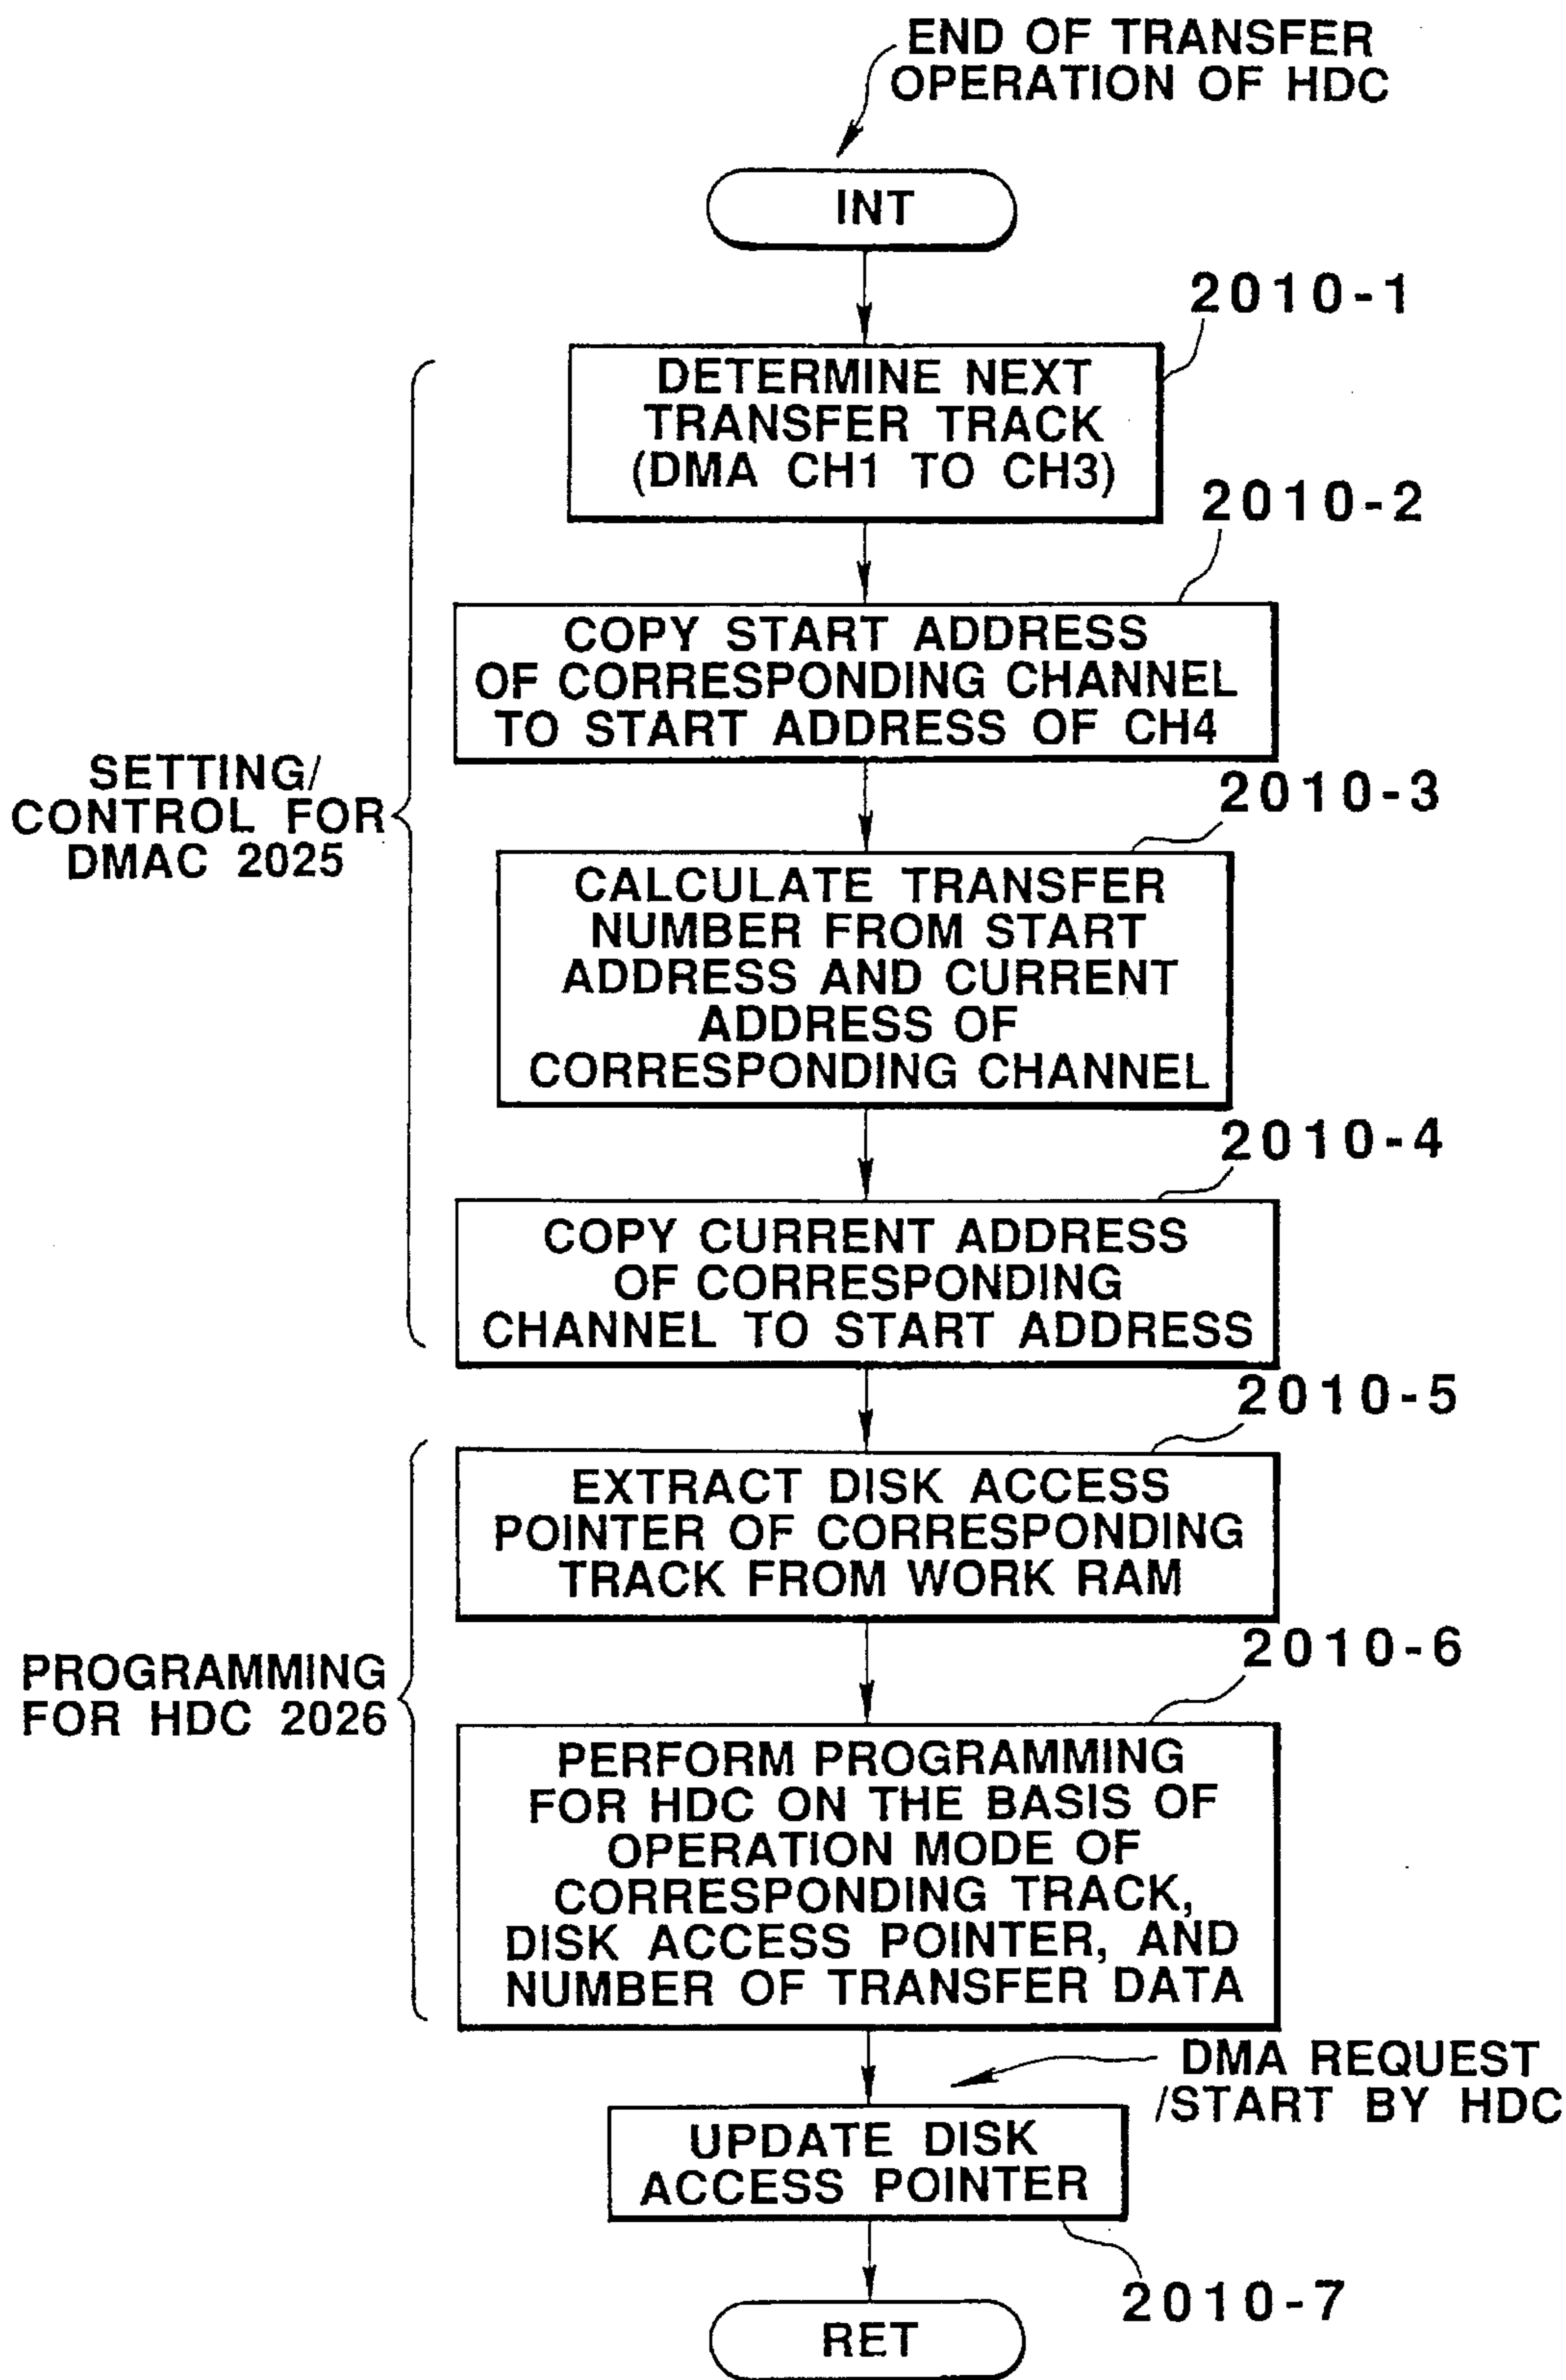 END OF TRANSFER
OPERATION OF HDC
INT
2010-1
DETERMINE NEXT
TRANSFER TRACK
(DMA CH1 TO CH3)
2010-2
COPY START ADDRESS
OF CORRESPONDING CHANNEL
TO START ADDRESS OF CH4
SETTING/
CONTROL FOR
DMAC 2025
2010-3
CALCULATE TRANSFER
NUMBER FROM START
ADDRESS AND CURRENT
ADDRESS OF
CORRESPONDING CHANNEL
2010-4
COPY CURRENT ADDRESS
OF CORRESPONDING
CHANNEL TO START ADDRESS
2010-5
EXTRACT DISK ACCESS
POINTER OF CORRESPONDING
TRACK FROM WORK RAM
PROGRAMMING
FOR HDC 2026
2010-6
PERFORM PROGRAMMING
FOR HDC ON THE BASIS OF
OPERATION MODE OF
CORRESPONDING TRACK,
DISK ACCESS POINTER, AND
NUMBER OF TRANSFER DATA
DMA REQUEST
/START BY HDC
UPDATE DISK
ACCESS POINTER
2010-7
RET